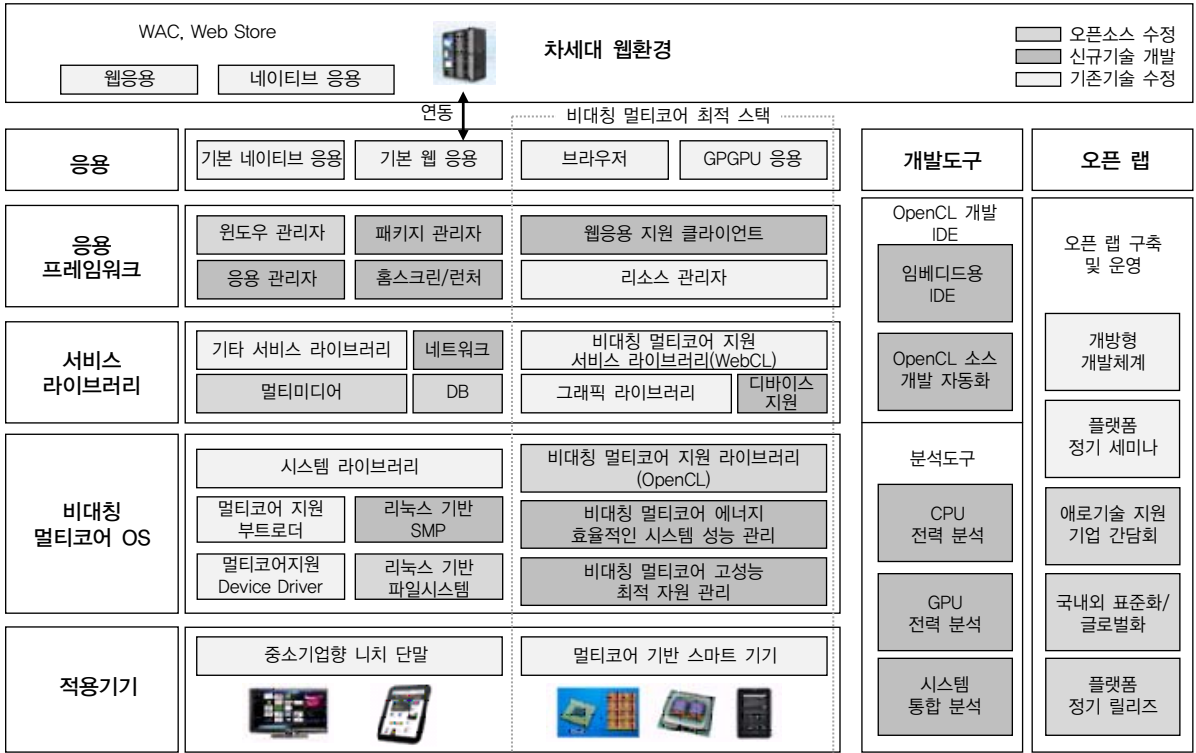 WAC, Web Store
웹응용
네이티브 응용
차세대 웹환경
오픈소스 수정
신규기술 개발
기존기술 수정
연동
비대칭 멀티코어 최적 스택
응용
기본 네이티브 응용
기본 웹 응용
브라우저
GPGPU 응용
응용
프레임워크
윈도우 관리자
패키지 관리자
웹응용 지원 클라이언트
응용 관리자
홈스크린/런처
리소스 관리자
서비스
라이브러리
기타 서비스 라이브러리
네트워크
비대칭 멀티코어 지원
서비스 라이브러리(WebCL)
멀티미디어
DB
그래픽 라이브러리
디바이스
지원
비대칭
멀티코어 OS
시스템 라이브러리
비대칭 멀티코어 지원 라이브러리
(OpenCL)
멀티코어 지원
부트로더
리눅스 기반
SMP
비대칭 멀티코어 에너지
효율적인 시스템 성능 관리
멀티코어지원
Device Driver
리눅스 기반
파일시스템
비대칭 멀티코어 고성능
최적 자원 관리
적용기기
중소기업향 니치 단말
멀티코어 기반 스마트 기기
개발도구
OpenCL 개발
IDE
임베디드용
IDE
OpenCL 소스
개발 자동화
분석도구
CPU
전력 분석
GPU
전력 분석
시스템
통합 분석
오픈 랩
오픈 랩 구축
및 운영
개방형
개발체계
플랫폼
정기 세미나
애로기술 지원
기업 간담회
국내외 표준화/
글로벌화
플랫폼
정기 릴리즈